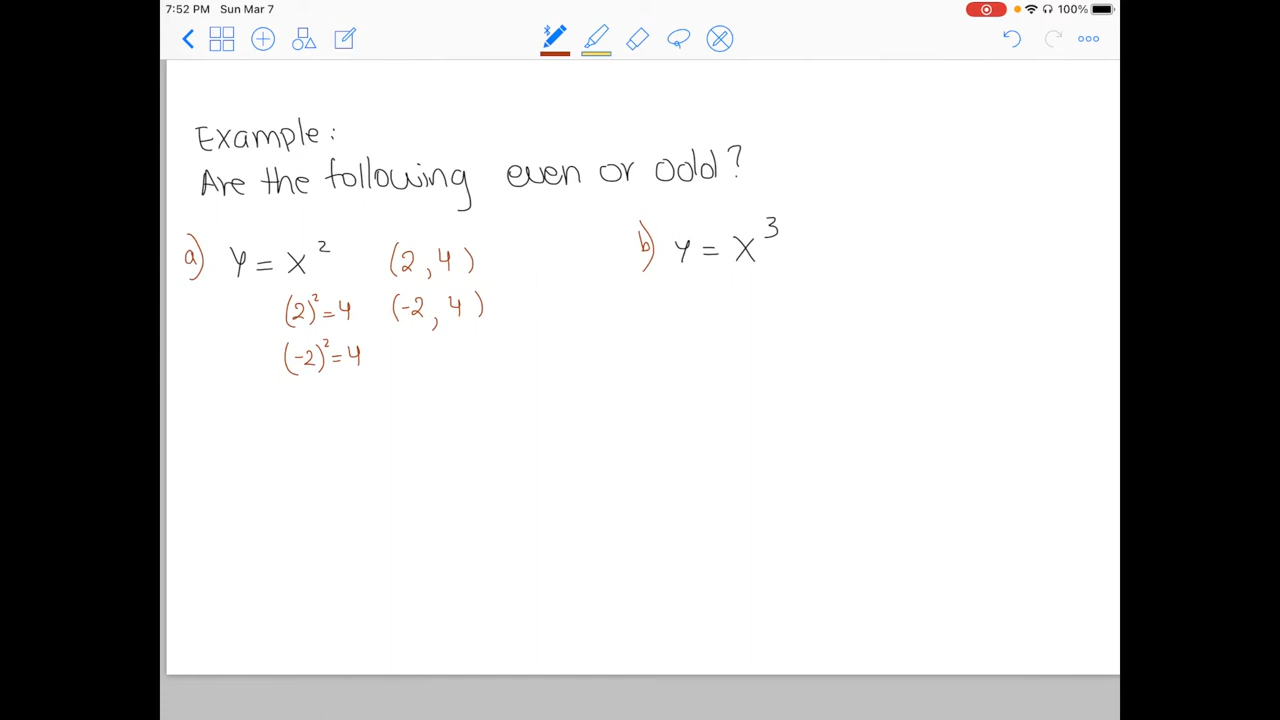 7:52 PM Sun Mar 7
100%
Example:
Are the following even or odd?
a) y = x² (2, 4)
(2)² = 4 (-2, 4)
(-2)² = 4
b) y = x³